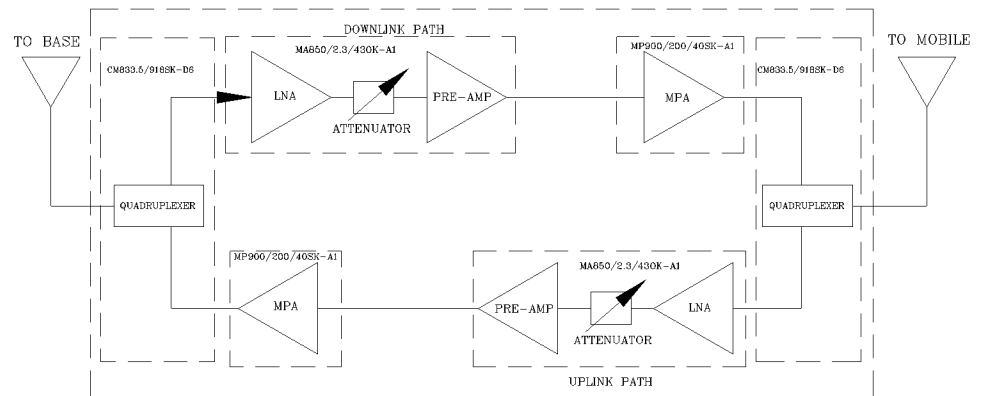 DOWNLINK PATH
TO BASE
TO MOBILE
MA850/2.3/430K-A1
MP900/200/40SK-A1
CM833.5/918SK-D6
CM833.5/918SK-D6
LNA
PRE-AMP
MPA
ATTENUATOR
QUADRUPLEXER
QUADRUPLEXER
MP900/200/40SK-A1
MA850/2.3/430K-A1
MPA
PRE-AMP
LNA
ATTENUATOR
UPLINK PATH